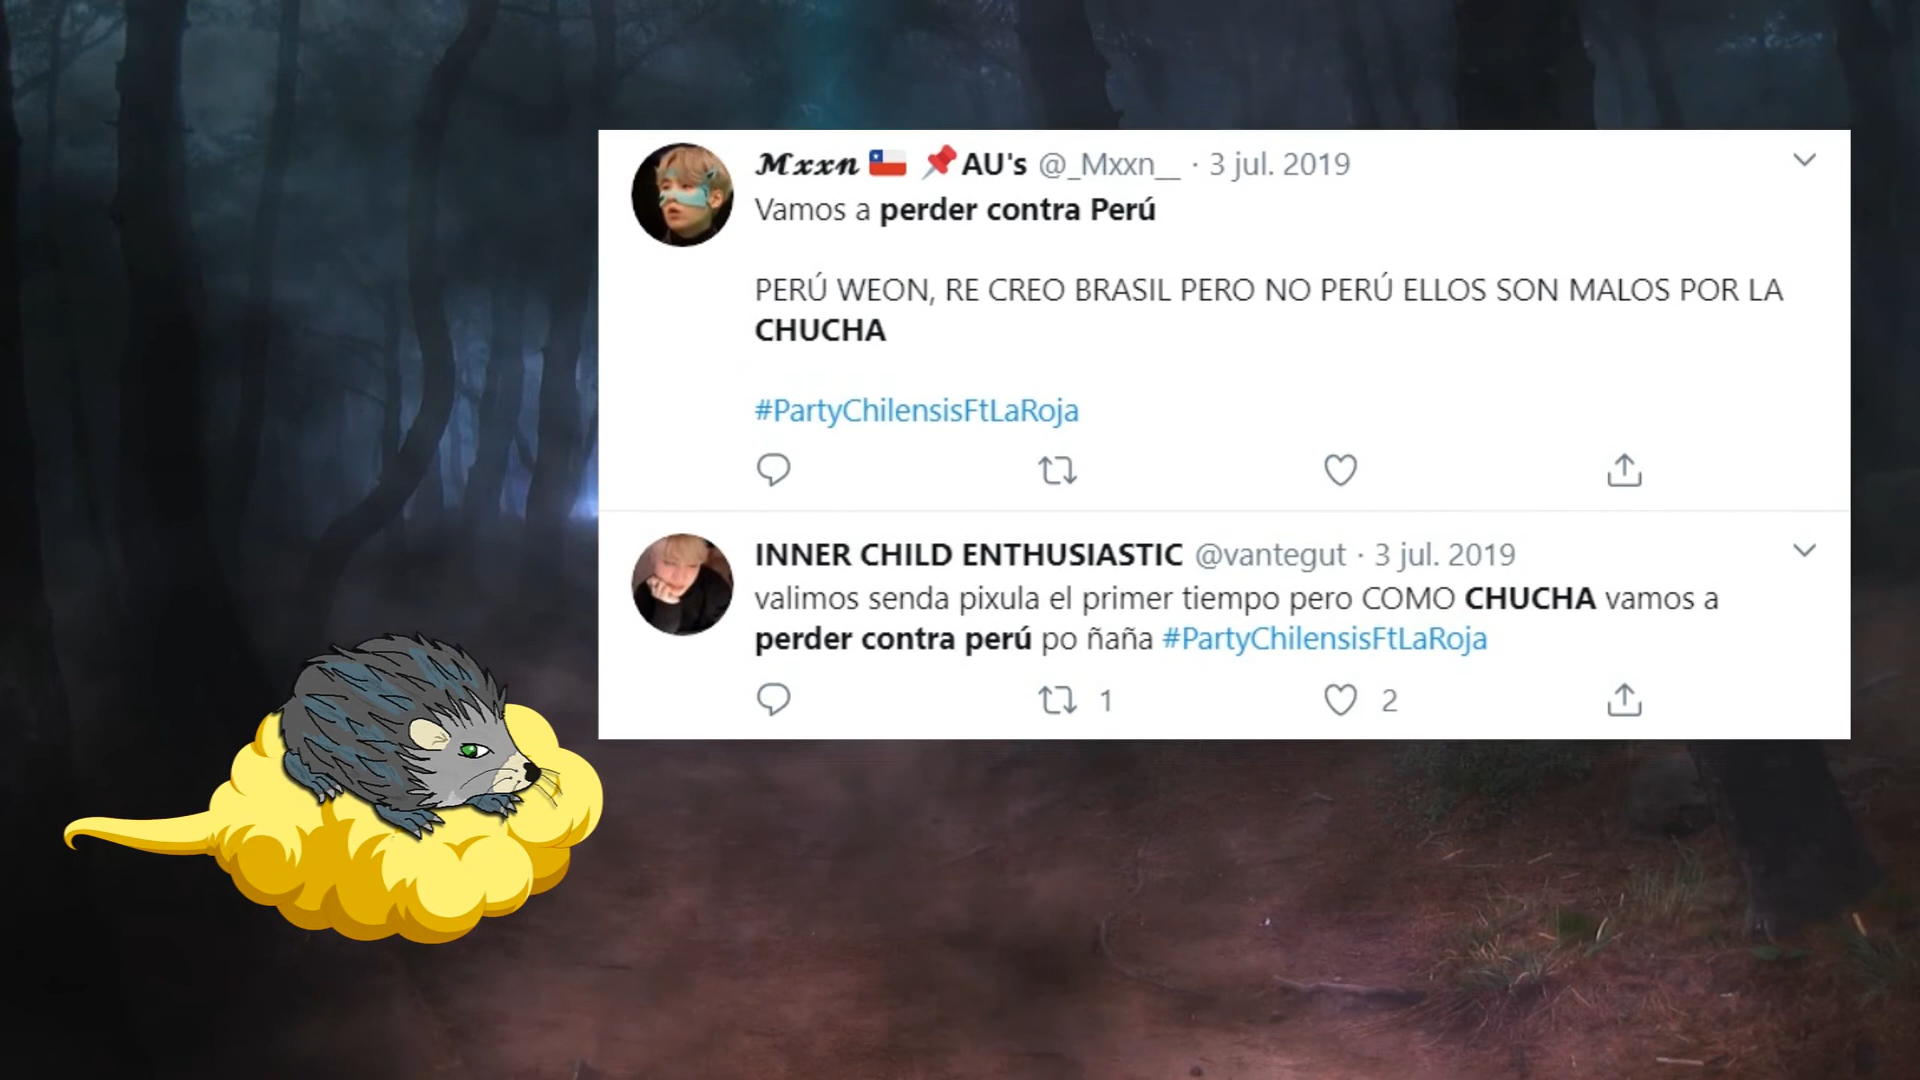 Mxxn AU's @_Mxxn__ · 3 jul. 2019
Vamos a perder contra Perú
PERÚ WEON, RE CREO BRASIL PERO NO PERÚ ELLOS SON MALOS POR LA
CHUCHA
#PartyChilensisFtLaRoja
INNER CHILD ENTHUSIASTIC @vantegut · 3 jul. 2019
valimos senda pixula el primer tiempo pero COMO CHUCHA vamos a
perder contra perú po ñaña #PartyChilensisFtLaRoja
1 2